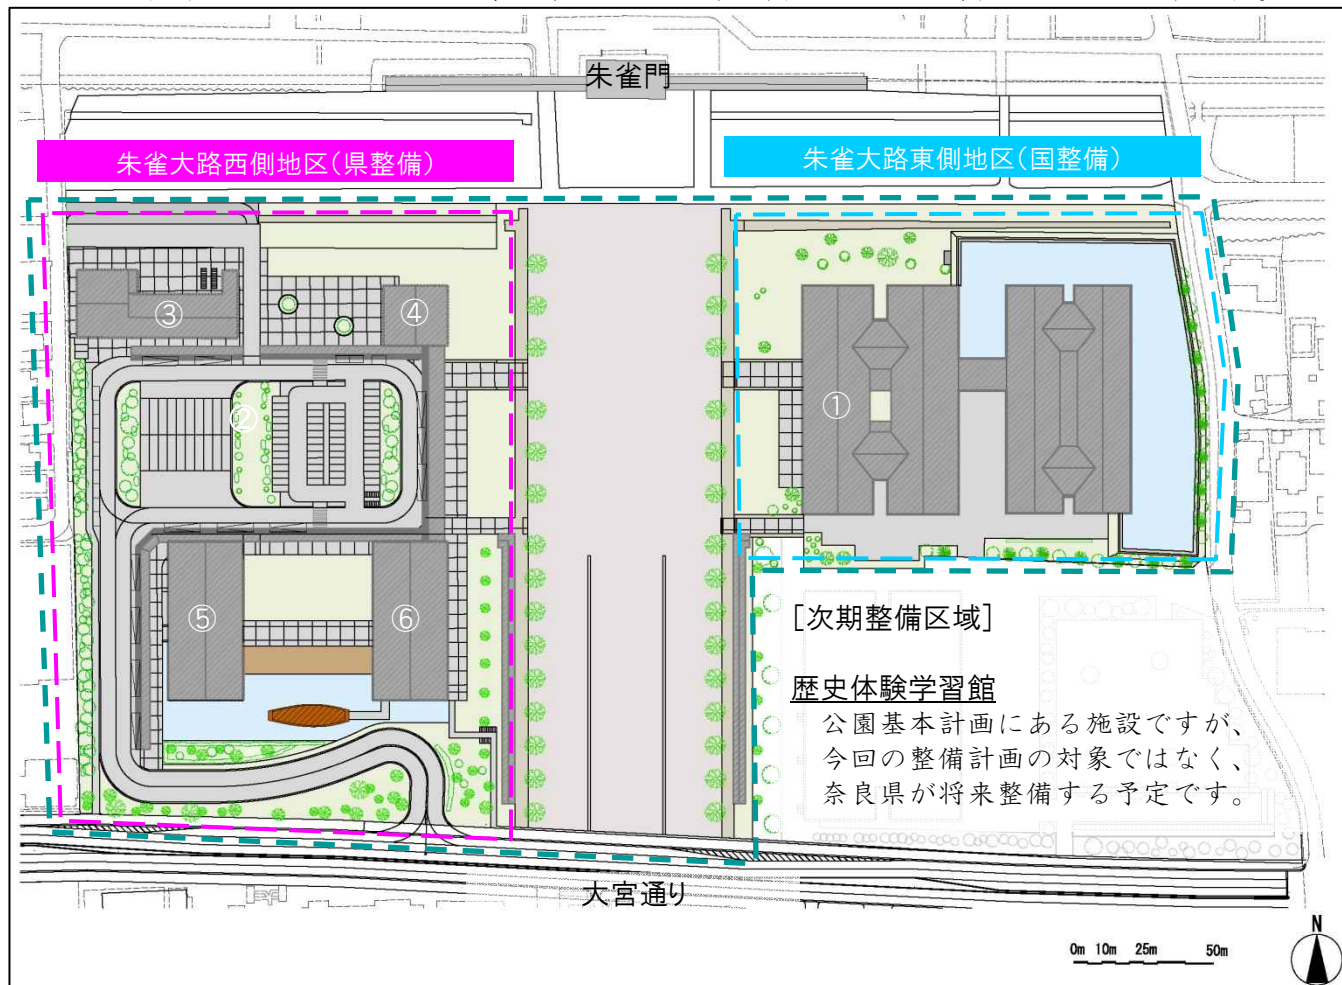 朱雀門
朱雀大路西側地区(県整備)
朱雀大路東側地区(国整備)
③
④
②
①
⑤
⑥
[次期整備区域]
歴史体験学習館
公園基本計画にある施設ですが、
今回の整備計画の対象ではなく、
奈良県が将来整備する予定です。
大宮通り
N
0m 10m 25m 50m